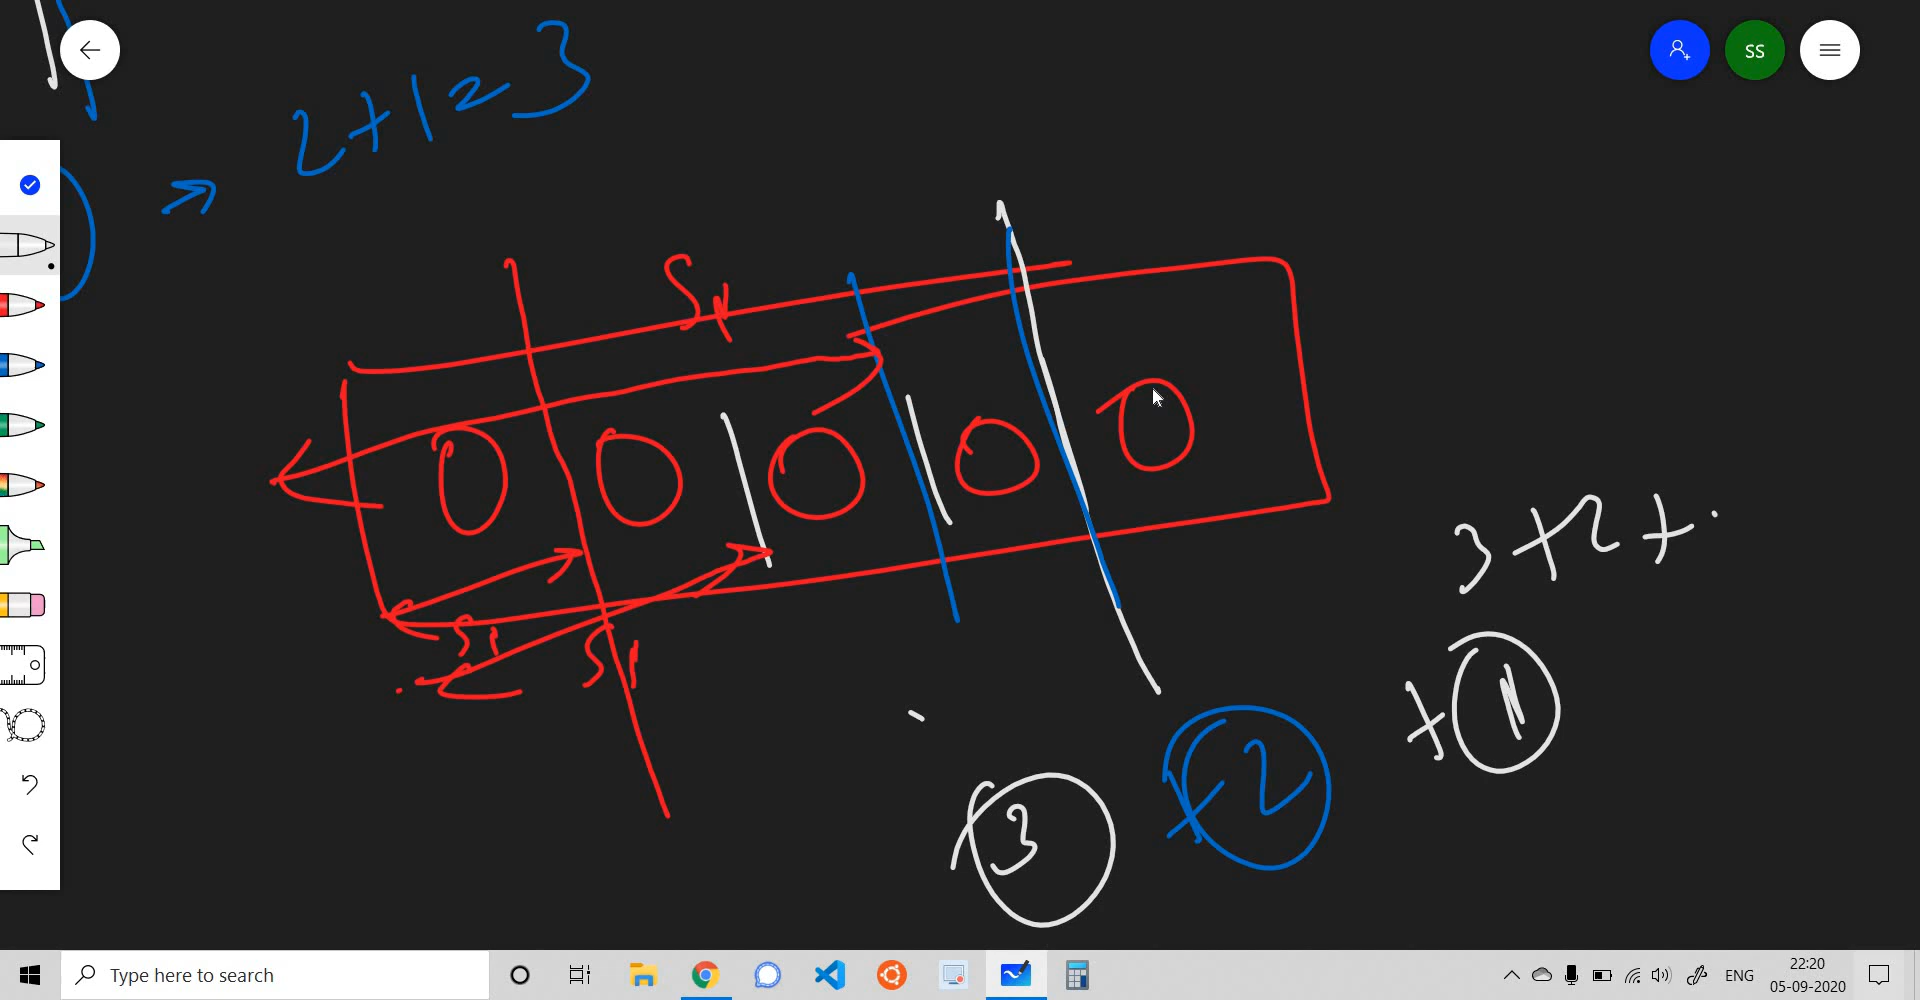 2+1=3
SS
S1
0 0 0 0 0
3+2+.
S1 S1
+1
+2
3
Type here to search
ENG
22:20
05-09-2020